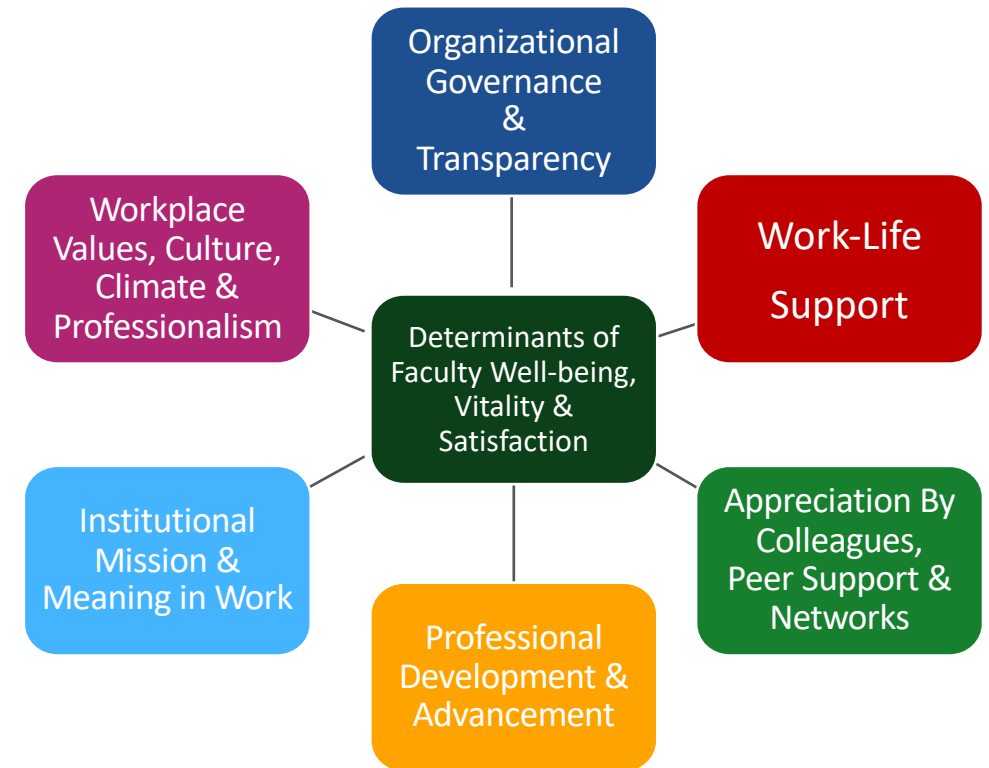 Organizational
Governance
&
Transparency
Workplace
Values, Culture,
Climate &
Professionalism
Work-Life
Support
Determinants of
Faculty Well-being,
Vitality &
Satisfaction
Institutional
Mission &
Meaning in Work
Appreciation By
Colleagues,
Peer Support &
Networks
Professional
Development &
Advancement